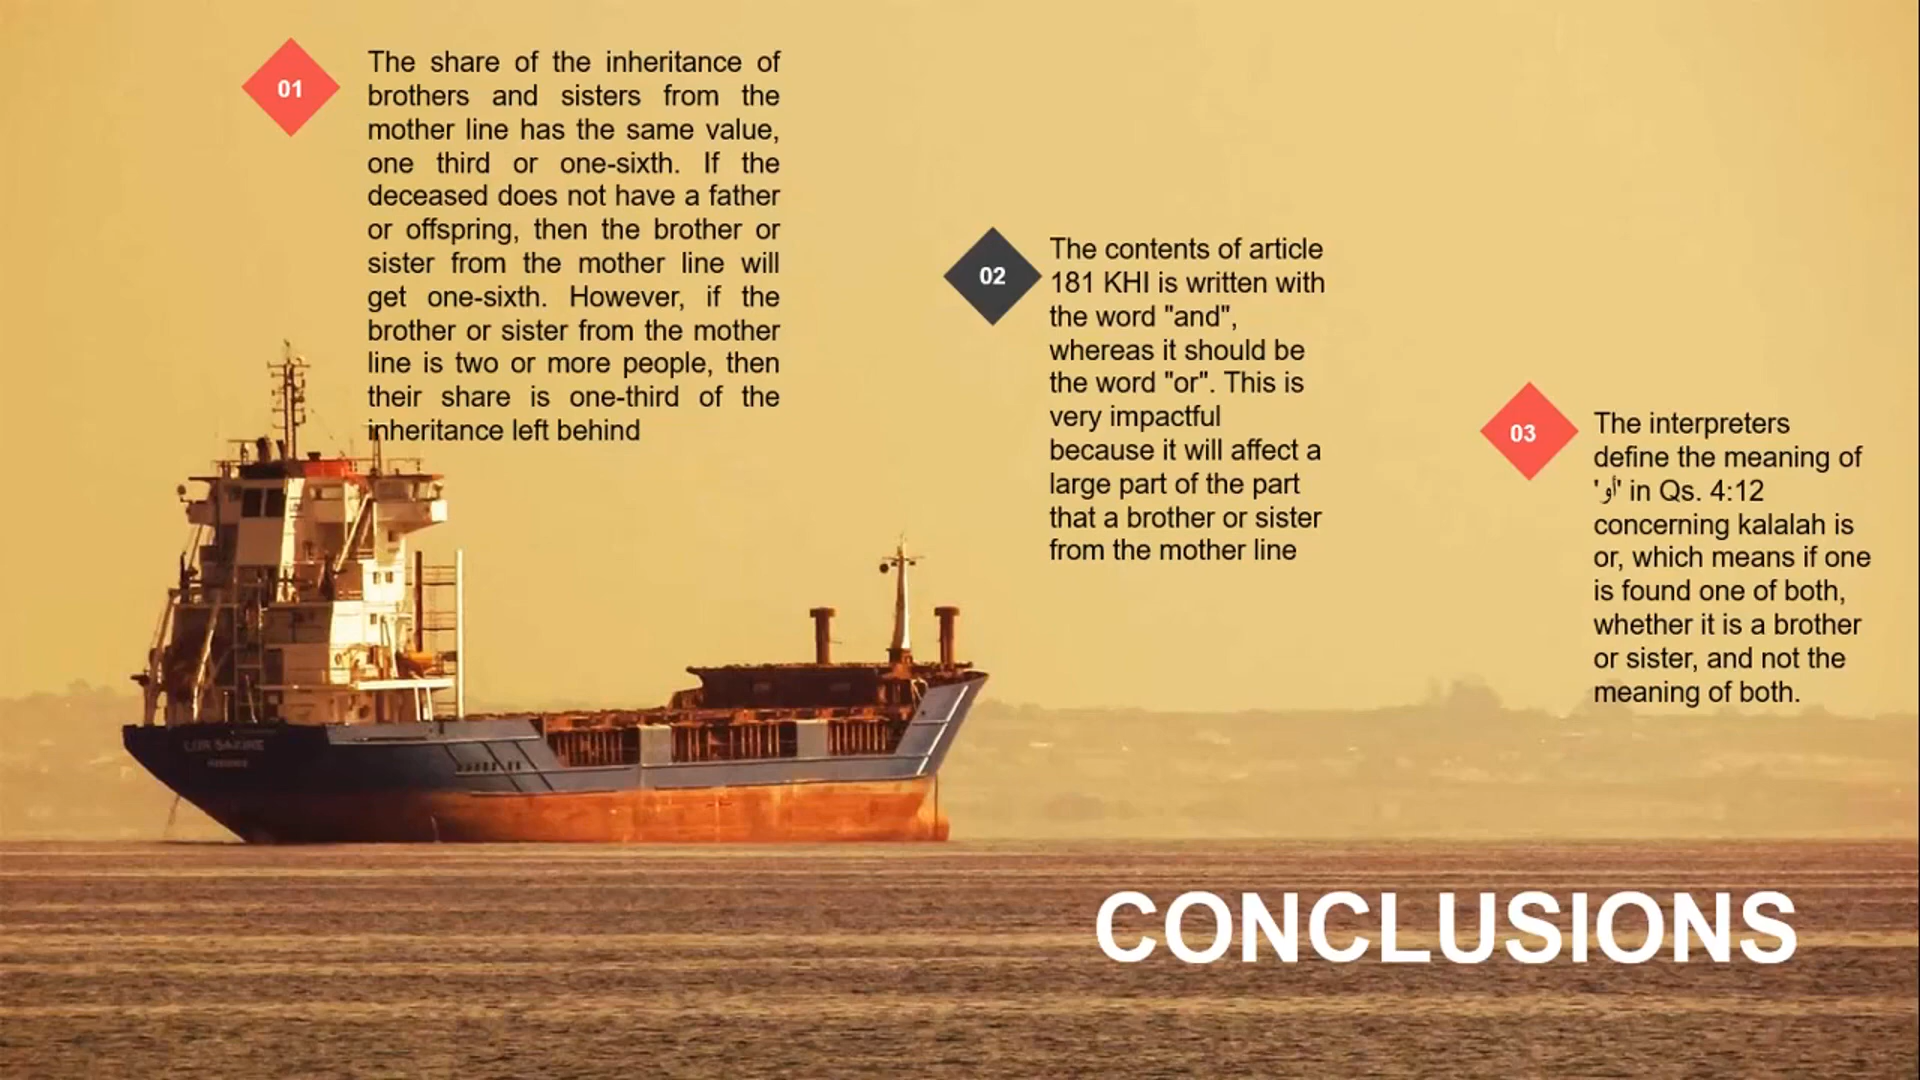 01
The share of the inheritance of
brothers and sisters from the
mother line has the same value,
one third or one-sixth. If the
deceased does not have a father
or offspring, then the brother or
sister from the mother line will
get one-sixth. However, if the
brother or sister from the mother
line is two or more people, then
their share is one-third of the
inheritance left behind
02
The contents of article
181 KHI is written with
the word "and",
whereas it should be
the word "or". This is
very impactful
because it will affect a
large part of the part
that a brother or sister
from the mother line
03
The interpreters
define the meaning of
'أو' in Qs. 4:12
concerning kalalah is
or, which means if one
is found one of both,
whether it is a brother
or sister, and not the
meaning of both.
CONCLUSIONS